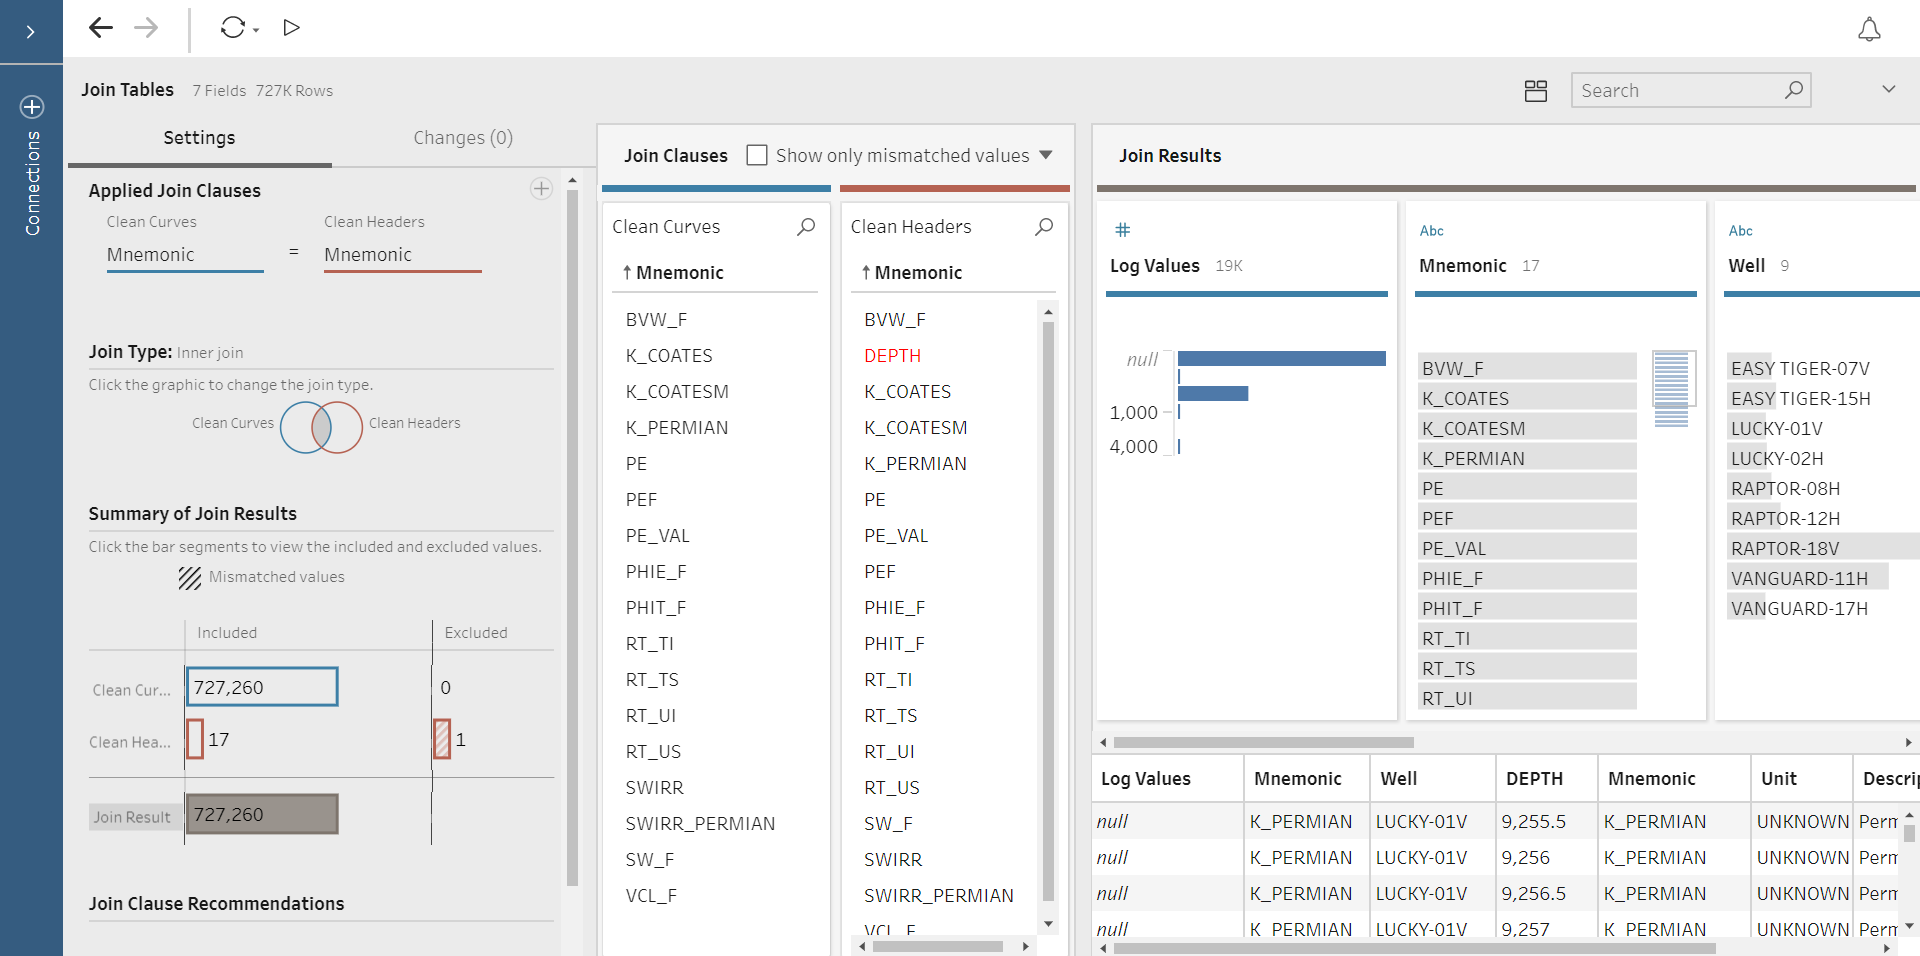 Connections
Join Tables 7 Fields 727K Rows
Search
Settings
Changes (0)
Applied Join Clauses
Clean Curves
Clean Headers
Mnemonic = Mnemonic
Join Type: Inner join
Click the graphic to change the join type.
Clean Curves
Clean Headers
Summary of Join Results
Click the bar segments to view the included and excluded values.
Mismatched values
Included
Excluded
Clean Cur... 727,260 0
Clean Hea... 17 1
Join Result 727,260
Join Clause Recommendations
Join Clauses Show only mismatched values
Clean Curves
Mnemonic
BVW_F
K_COATES
K_COATESM
K_PERMIAN
PE
PEF
PE_VAL
PHIE_F
PHIT_F
RT_TI
RT_TS
RT_UI
RT_US
SWIRR
SWIRR_PERMIAN
SW_F
VCL_F
Clean Headers
Mnemonic
BVW_F
DEPTH
K_COATES
K_COATESM
K_PERMIAN
PE
PE_VAL
PEF
PHIE_F
PHIT_F
RT_TI
RT_TS
RT_UI
RT_US
SW_F
SWIRR
SWIRR_PERMIAN
VCL_F
Join Results
#
Log Values 19K
null
1,000
4,000
Abc
Mnemonic 17
BVW_F
K_COATES
K_COATESM
K_PERMIAN
PE
PEF
PE_VAL
PHIE_F
PHIT_F
RT_TI
RT_TS
RT_UI
Abc
Well 9
EASY TIGER-07V
EASY TIGER-15H
LUCKY-01V
LUCKY-02H
RAPTOR-08H
RAPTOR-12H
RAPTOR-18V
VANGUARD-11H
VANGUARD-17H
Log Values Mnemonic Well DEPTH Mnemonic Unit Descrip
null K_PERMIAN LUCKY-01V 9,255.5 K_PERMIAN UNKNOWN Perm
null K_PERMIAN LUCKY-01V 9,256 K_PERMIAN UNKNOWN Perm
null K_PERMIAN LUCKY-01V 9,256.5 K_PERMIAN UNKNOWN Perm
null K_PERMIAN LUCKY-01V 9,257 K_PERMIAN UNKNOWN Perm